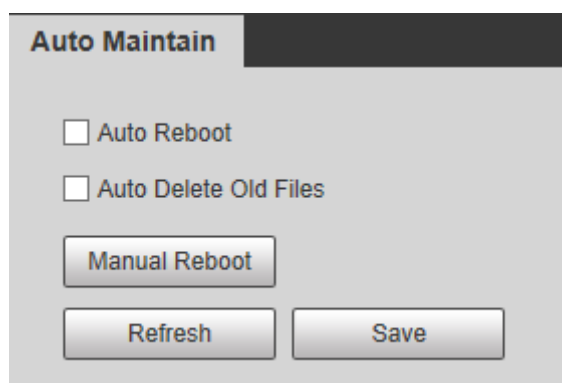 Auto Maintain
Auto Reboot
Auto Delete Old Files
Manual Reboot
Refresh Save